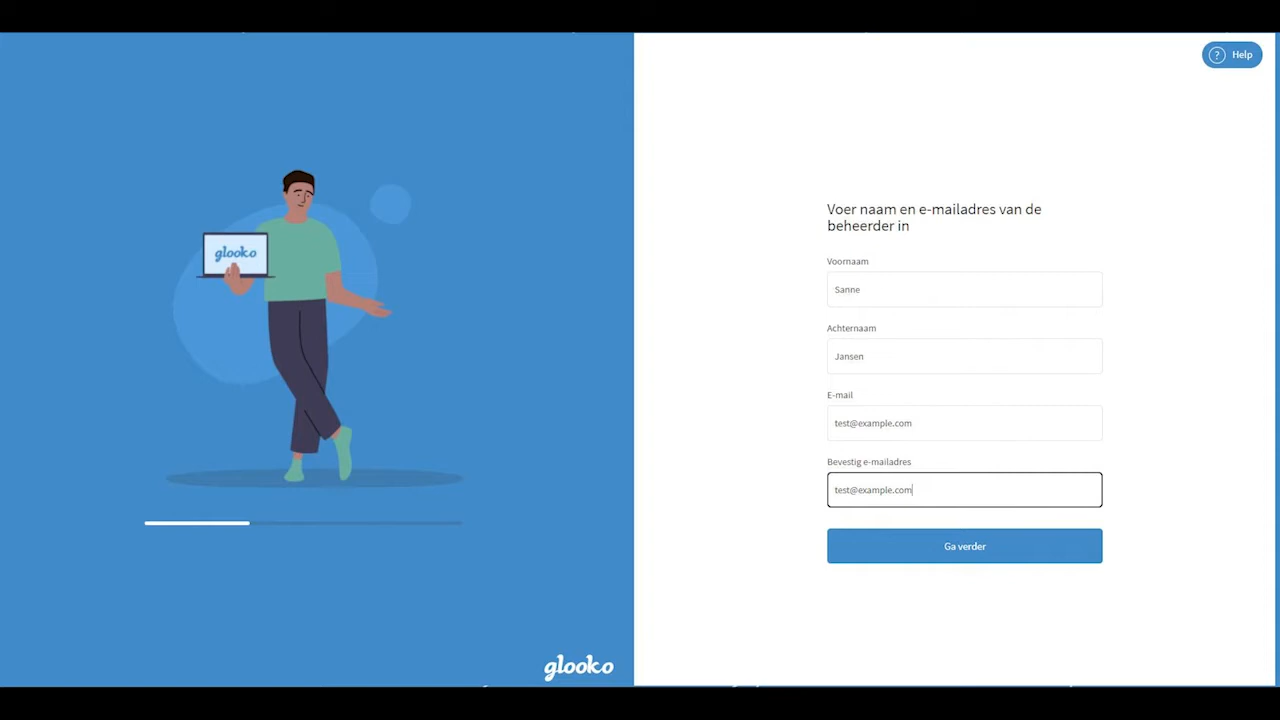 Help
glooko
Voer naam en e-mailadres van de
beheerder in
Voornaam
Sanne
Achternaam
Jansen
E-mail
test@example.com
Bevestig e-mailadres
test@example.com
Ga verder
glooko